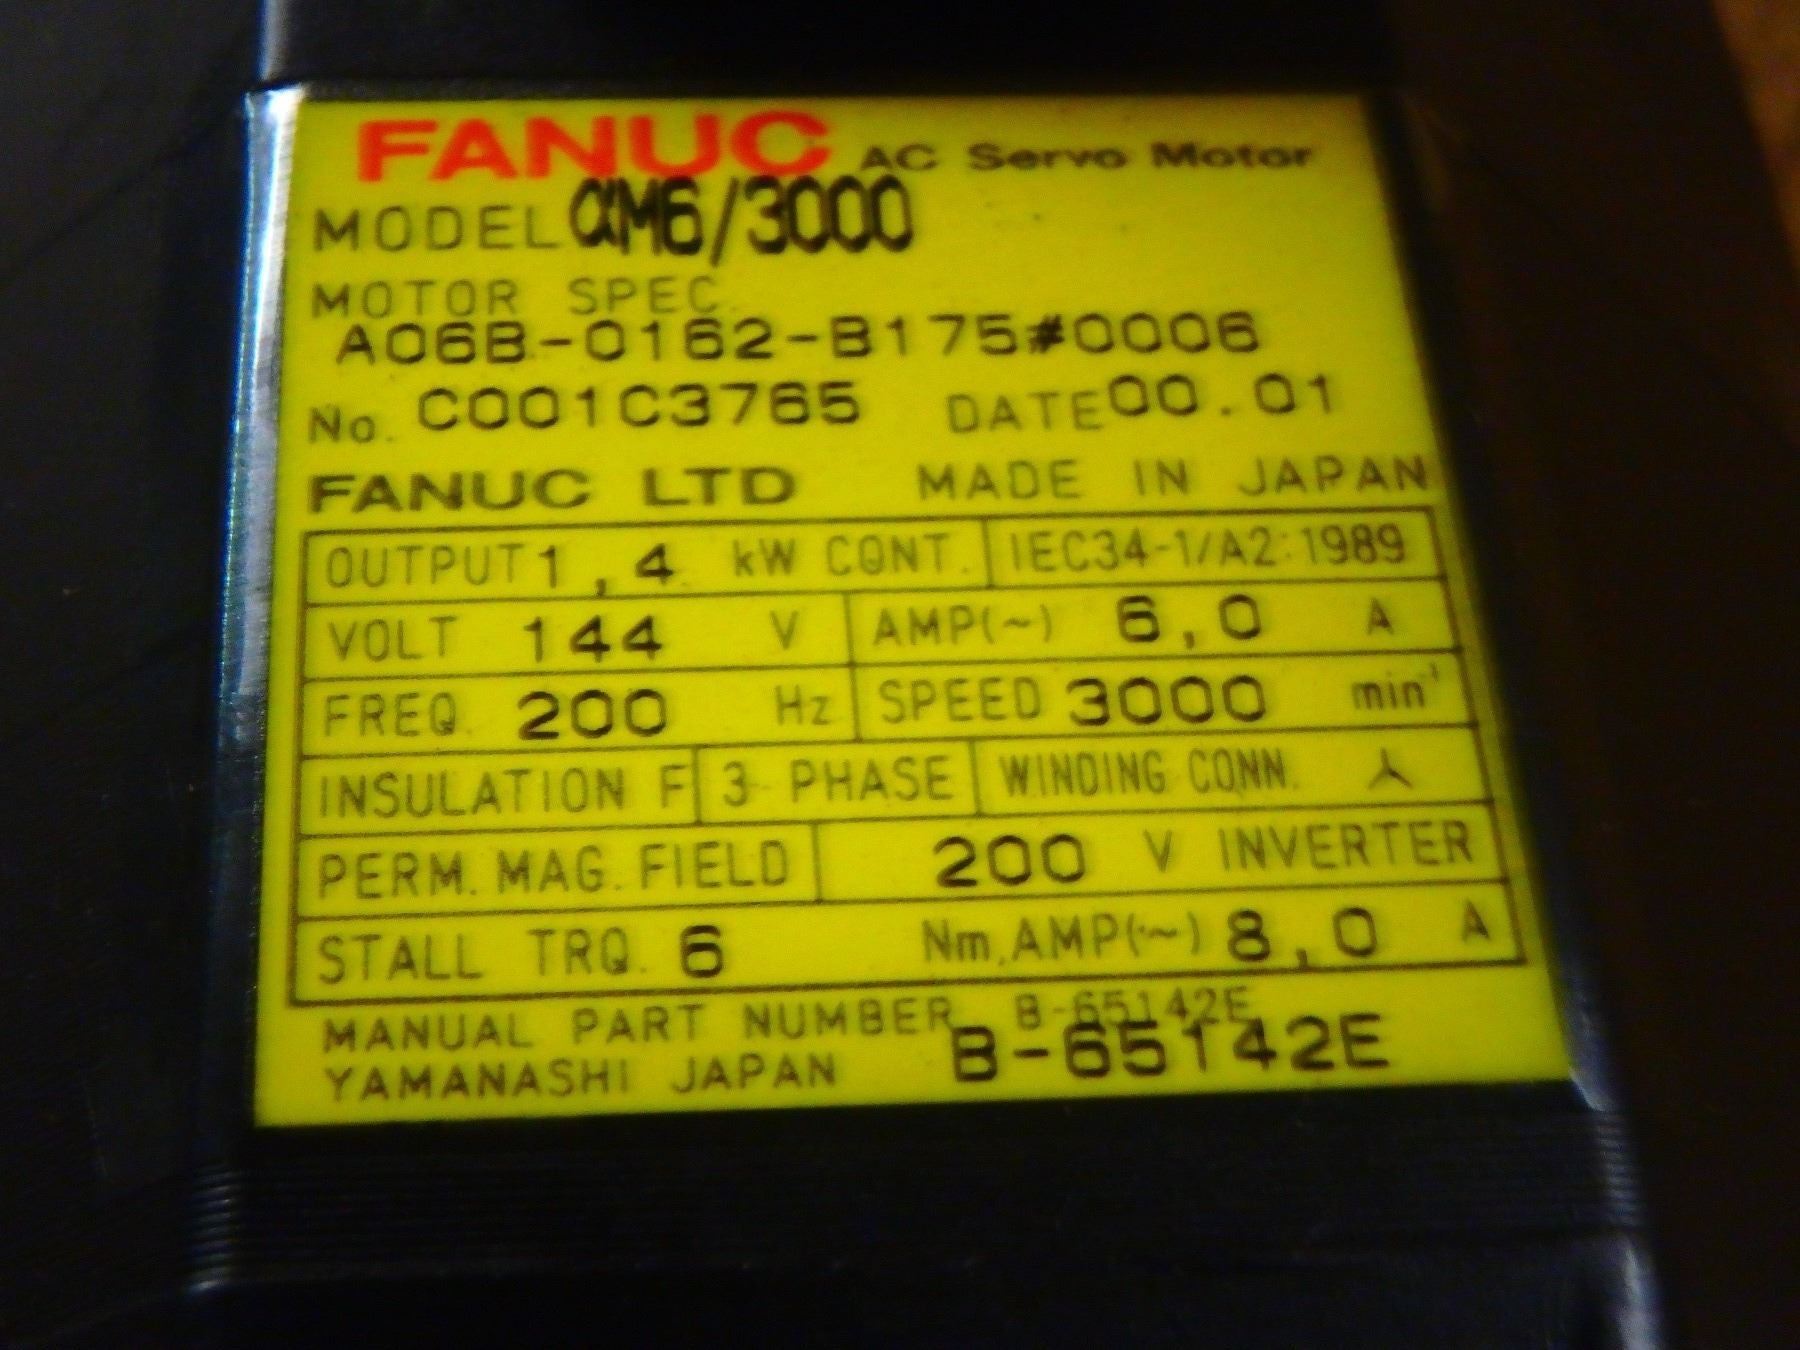 FANUC AC Servo Motor
MODEL αM6/3000
MOTOR SPEC.
A06B-0162-B175#0006
No. C001C3765 DATE 00.01
FANUC LTD MADE IN JAPAN
OUTPUT 1,4 kW CONT. IEC34-1/A2:1989
VOLT 144 V AMP(~) 6,0 A
FREQ. 200 Hz SPEED 3000 min⁻¹
INSULATION F 3- PHASE WINDING CONN.
PERM. MAG. FIELD 200 V INVERTER
STALL TRQ. 6 Nm, AMP(~) 8,0 A
MANUAL PART NUMBER B-65142E
YAMANASHI JAPAN B-65142E